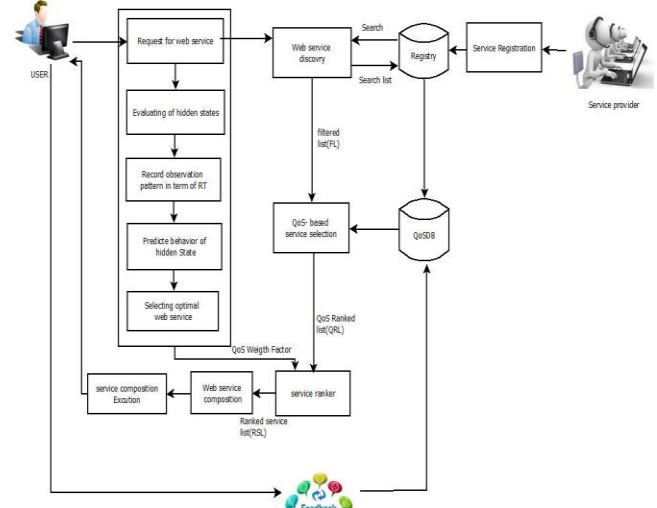 USER
Request for web service
Evaluating of hidden states
Record observation
pattern in term of RT
Predicte behavior of
hidden State
Selecting optimal
web service
Web service
discovry
Search
Search list
Registry
Service Registration
Service provider
filtered
list(FL)
QoS- based
service selection
QoSDB
QoS Ranked
list(QRL)
QoS Weigth Factor
service ranker
Ranked service
list(RSL)
Web service
composition
service composition
Excution
Feedback